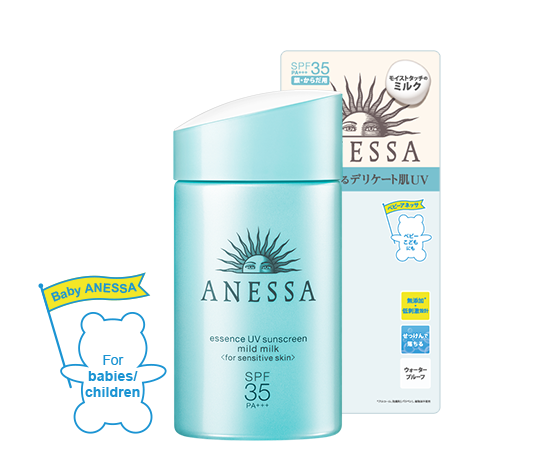 SPF35
PA+++
顔・からだ用
モイストタッチの
ミルク
NESSA
るデリケート肌UV
ベビーアネッサ
ベビー
こども
にも
無添加*
低刺激設計
せっけんで
落ちる
ウォーター
プルーフ
ANESSA
essence UV sunscreen
mild milk
<for sensitive skin>
SPF
35
PA+++
Baby ANESSA
For
babies/
children